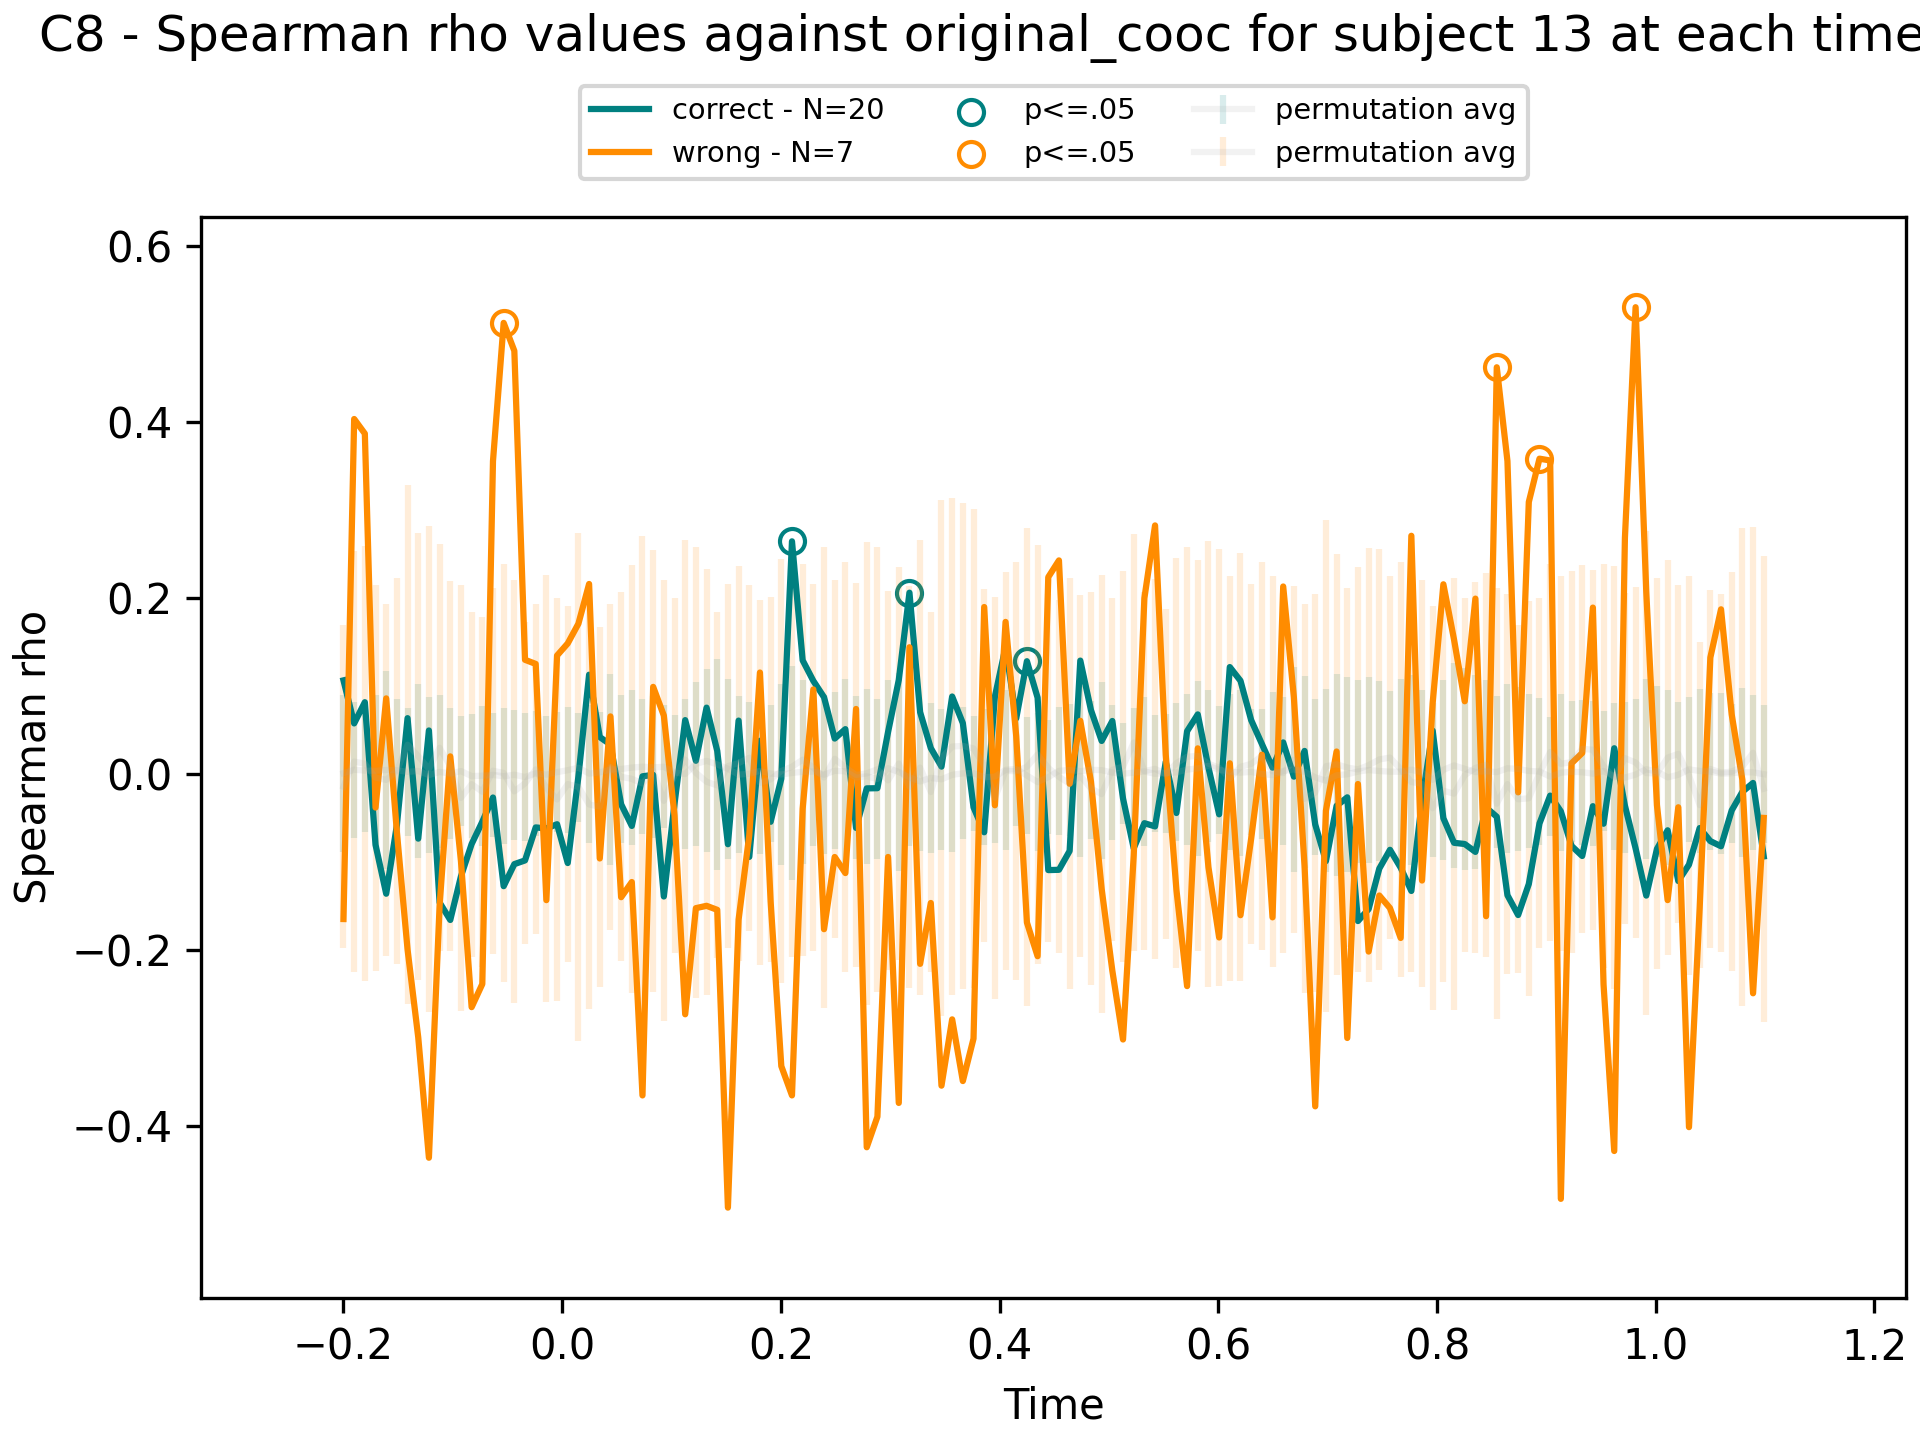 C8 - Spearman rho values against original_cooc for subject 13 at each time
correct - N=20
wrong - N=7
p<=.05
p<=.05
permutation avg
permutation avg
0.6
0.4
0.2
0.0
−0.2
−0.4
Spearman rho
−0.2
0.0
0.2
0.4
0.6
0.8
1.0
1.2
Time